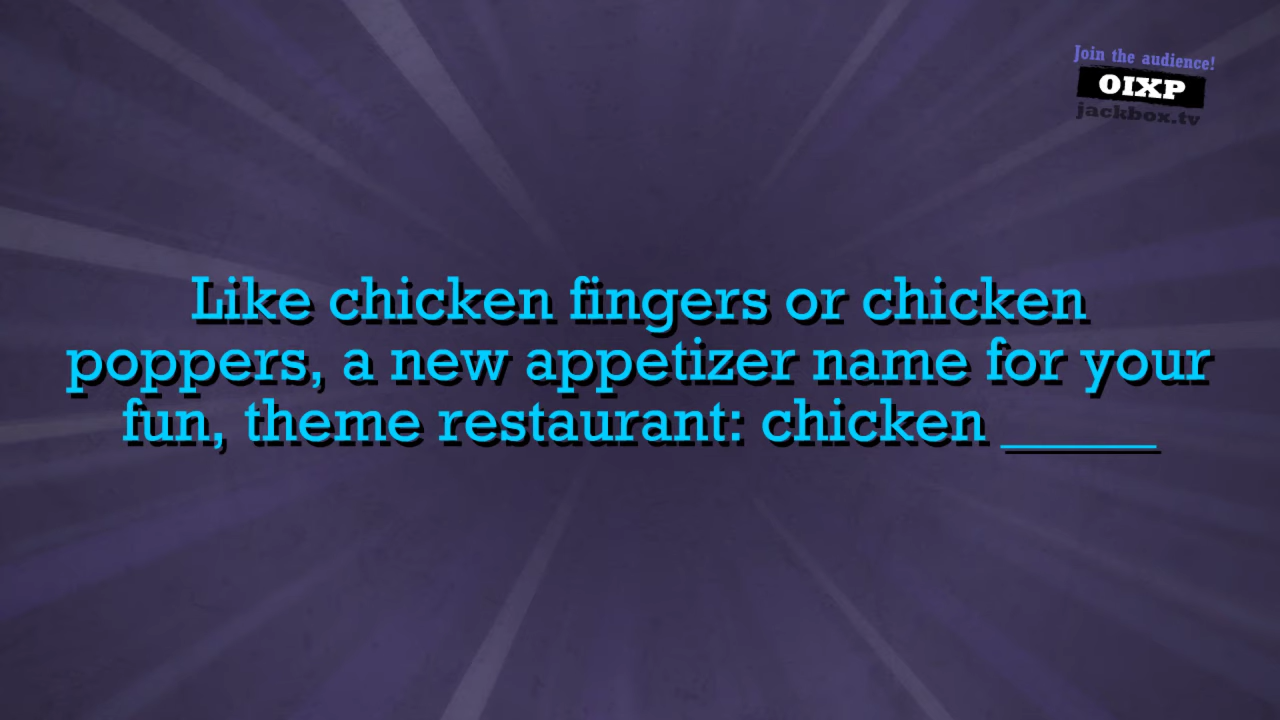 Join the audience!
OIXP
jackbox.tv
Like chicken fingers or chicken
poppers, a new appetizer name for your
fun, theme restaurant: chicken ______